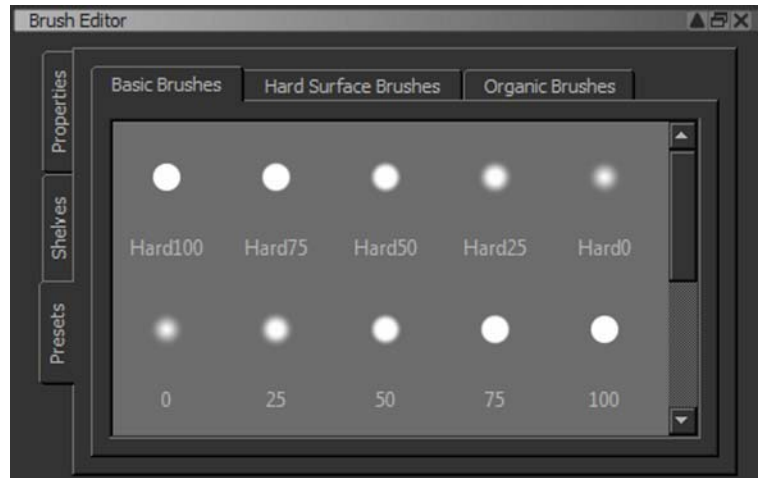 Brush Editor
Properties
Shelves
Presets
Basic Brushes
Hard Surface Brushes
Organic Brushes
Hard100
Hard75
Hard50
Hard25
Hard0
0
25
50
75
100